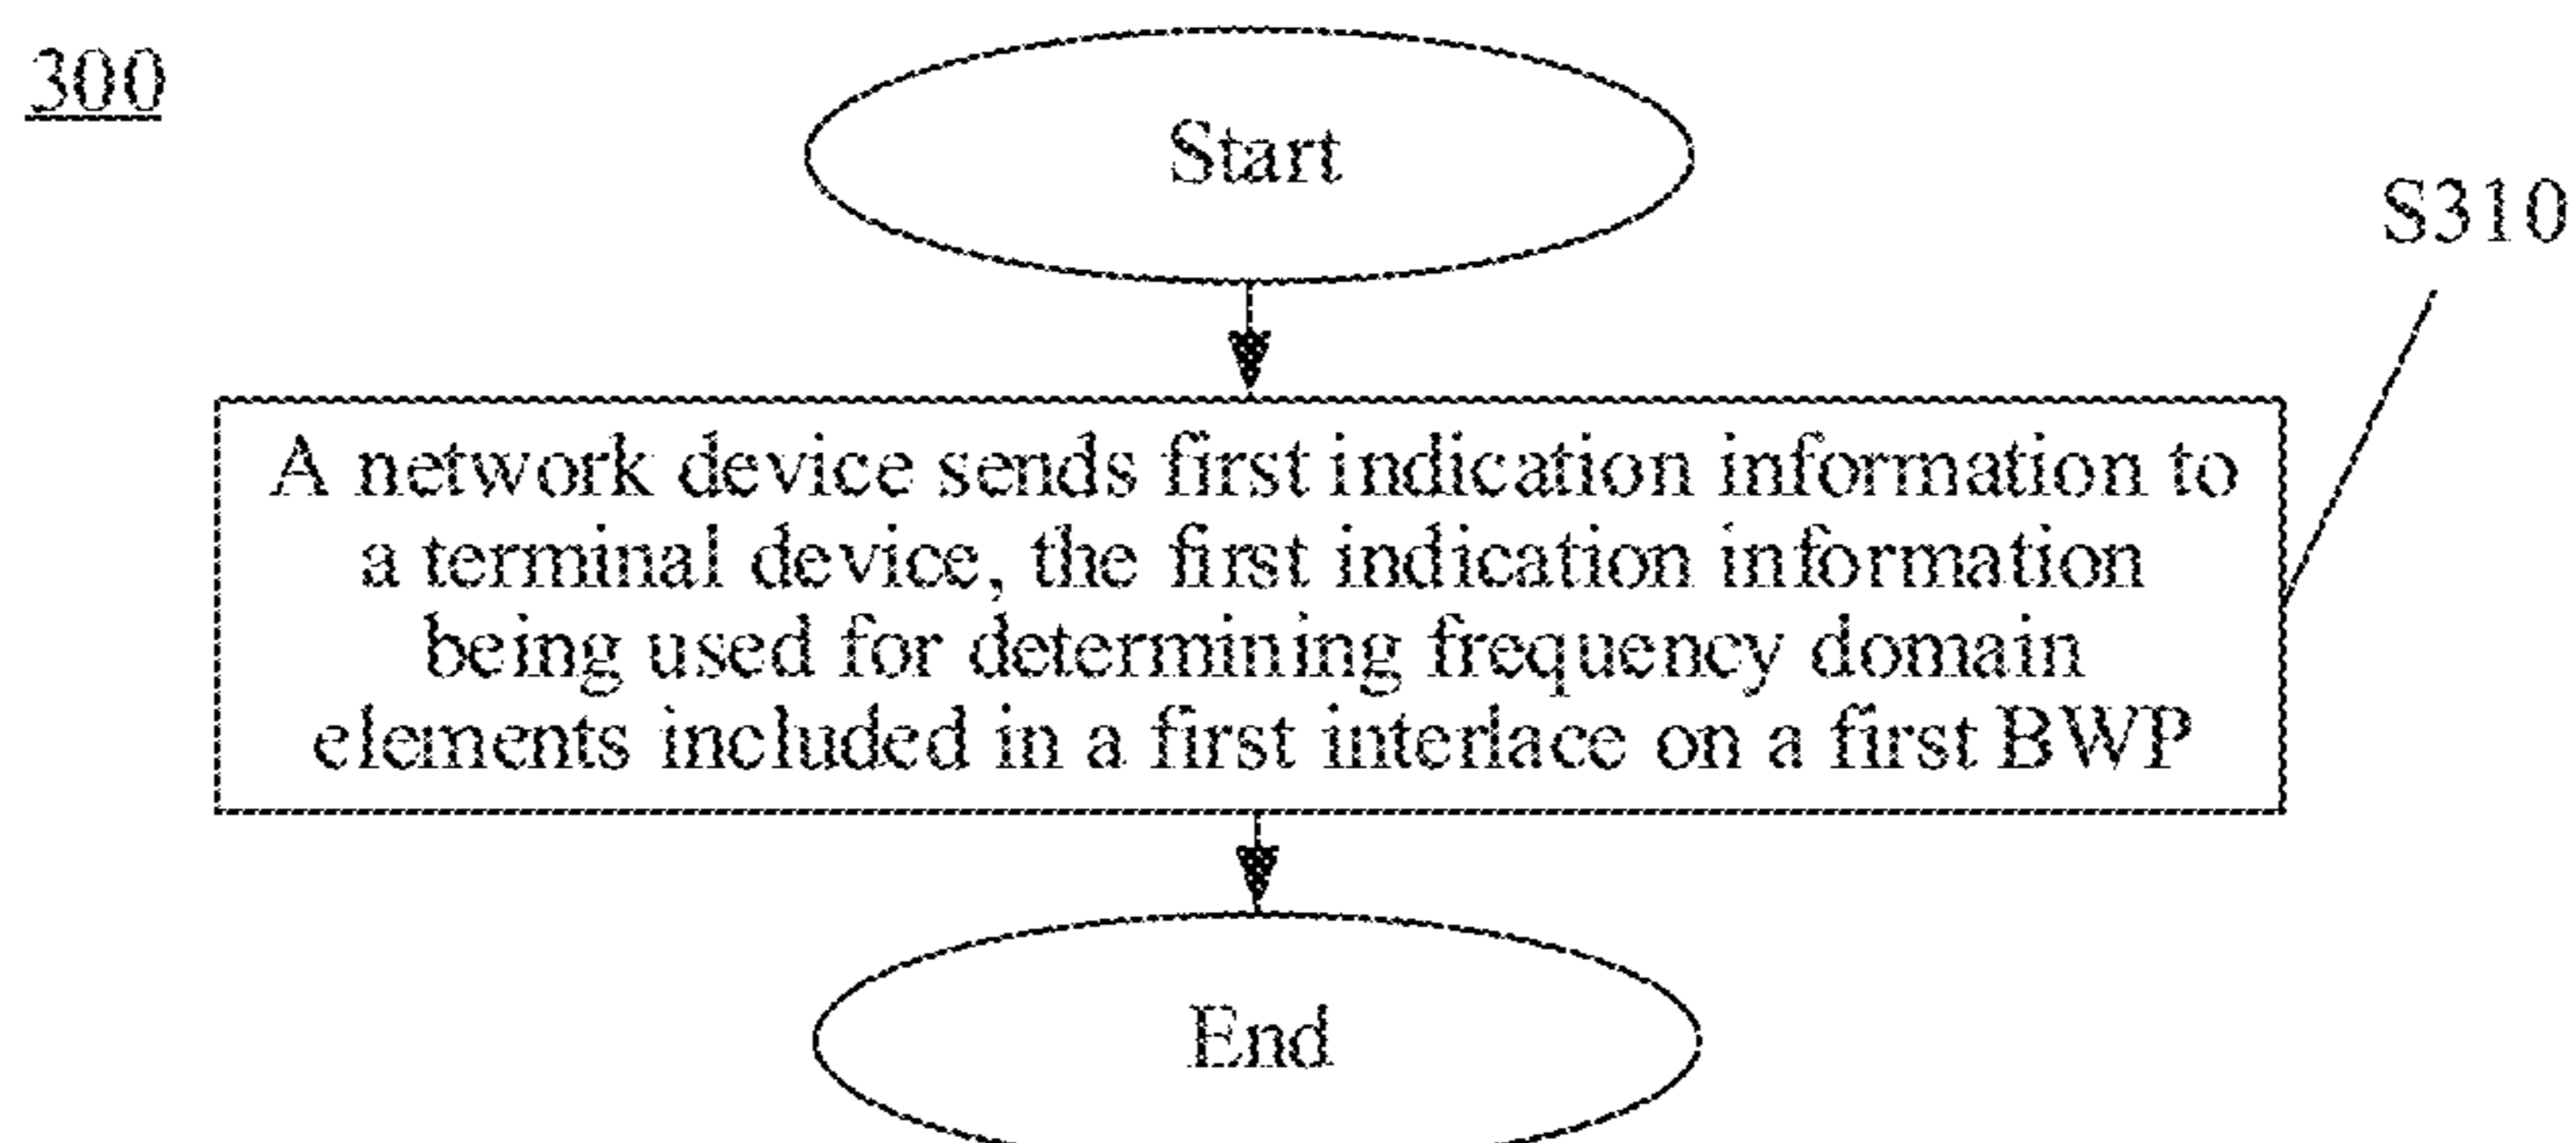 300
Start
S310
A network device sends first indication information to
a terminal device, the first indication information
being used for determining frequency domain
elements included in a first interlace on a first BWP
End